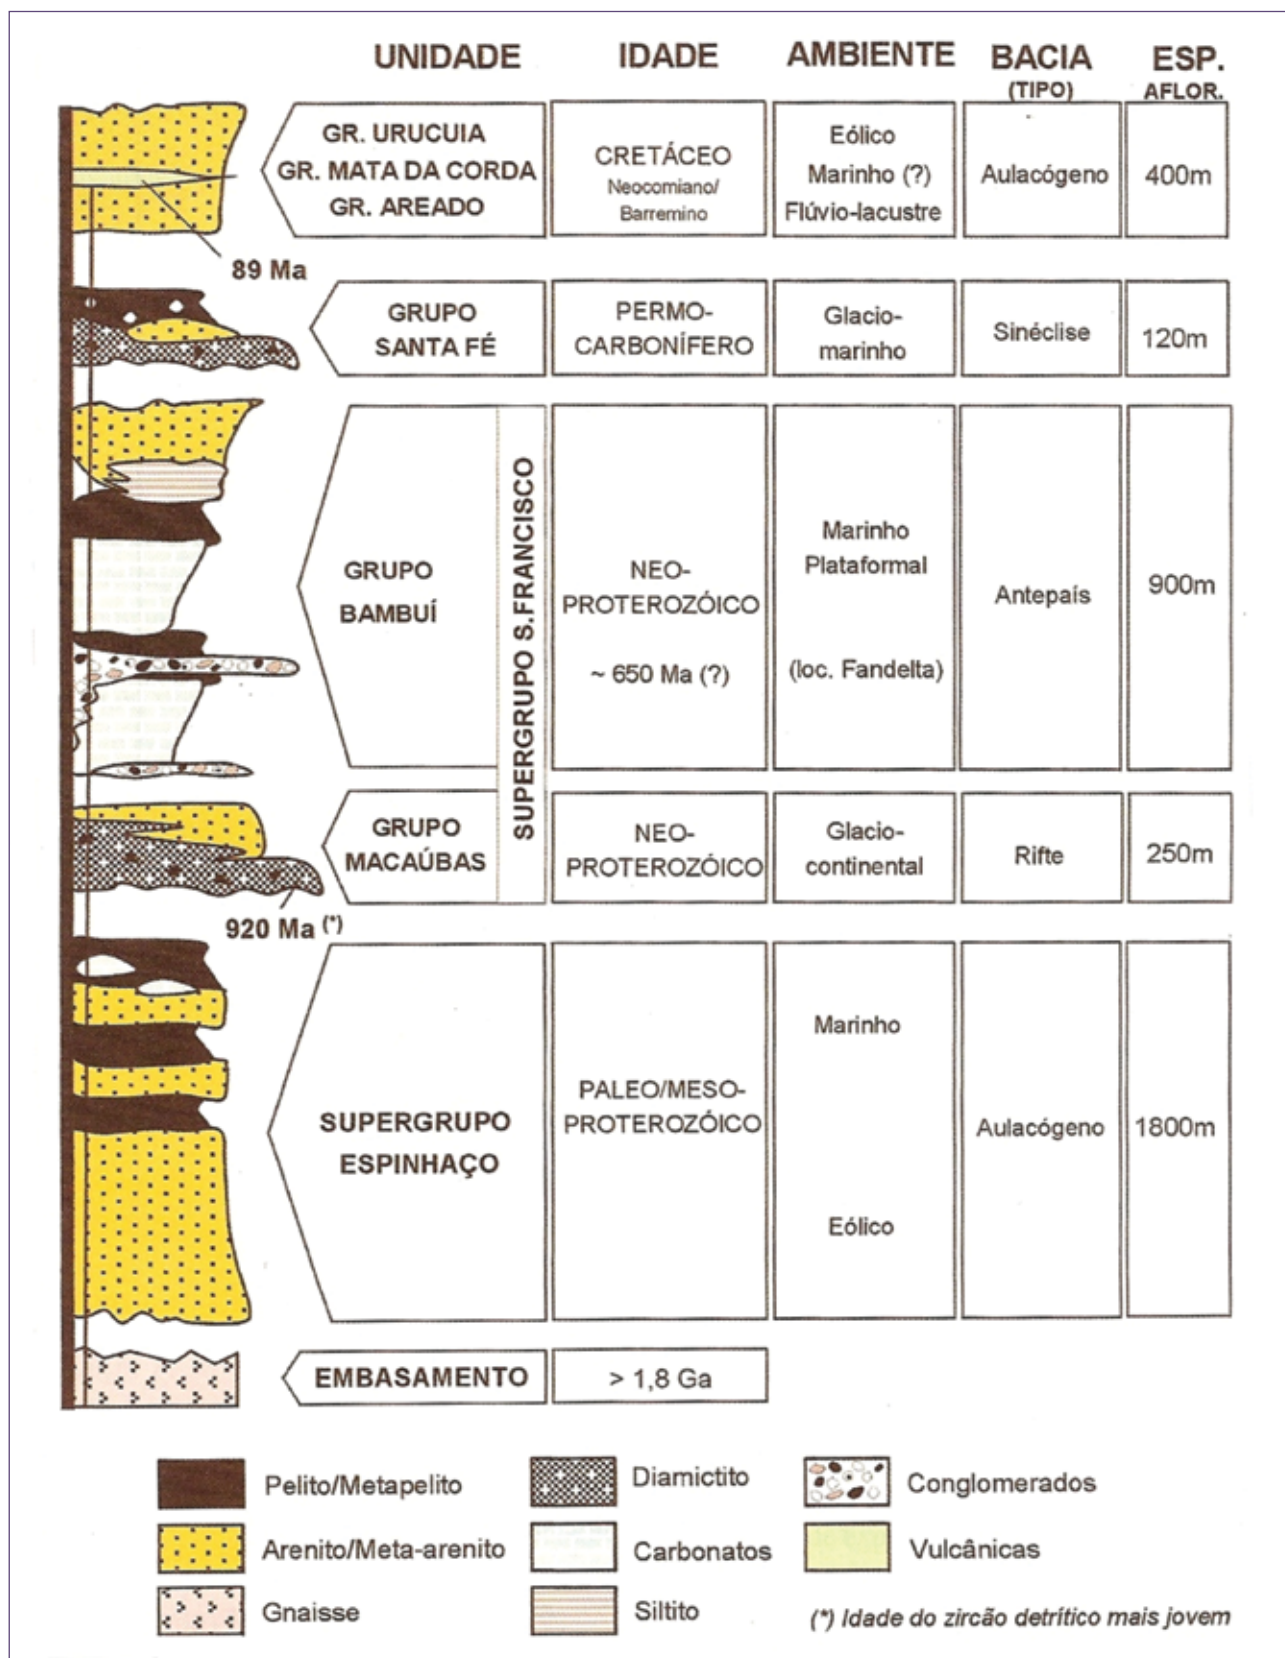 UNIDADE IDADE AMBIENTE BACIA ESP.
(TIPO) AFLOR.
GR. URUCUIA
GR. MATA DA CORDA
GR. AREADO
CRETÁCEO
Neocomiano/
Barremino
Eólico
Marinho (?)
Flúvio-lacustre
Aulacógeno
400m
89 Ma
GRUPO
SANTA FÉ
PERMO-
CARBONÍFERO
Glacio-
marinho
Sinéclise
120m
GRUPO
BAMBUÍ
SUPERGRUPO S.FRANCISCO
NEO-
PROTEROZÓICO
~ 650 Ma (?)
Marinho
Plataformal
(loc. Fandelta)
Antepaís
900m
GRUPO
MACAÚBAS
NEO-
PROTEROZÓICO
Glacio-
continental
Rifte
250m
920 Ma (*)
SUPERGRUPO
ESPINHAÇO
PALEO/MESO-
PROTEROZÓICO
Marinho
Eólico
Aulacógeno
1800m
EMBASAMENTO
> 1,8 Ga
Pelito/Metapelito
Diamictito
Conglomerados
Arenito/Meta-arenito
Carbonatos
Vulcânicas
Gnaisse
Siltito
(*) Idade do zircão detrítico mais jovem